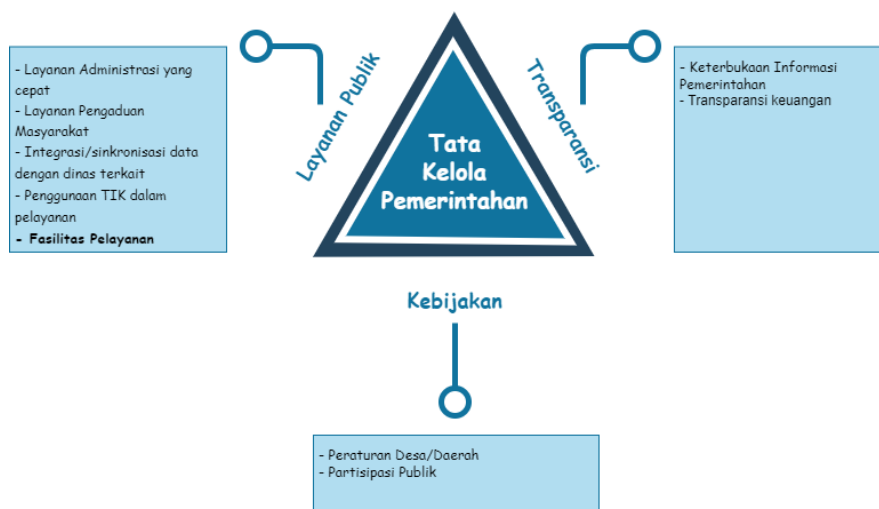 - Layanan Administrasi yang
cepat
- Layanan Pengaduan
Masyarakat
- Integrasi/sinkronisasi data
dengan dinas terkait
- Penggunaan TIK dalam
pelayanan
- Fasilitas Pelayanan
Layanan Publik
Tata
Kelola
Pemerintahan
Transparansi
- Keterbukaan Informasi
Pemerintahan
- Transparansi keuangan
Kebijakan
- Peraturan Desa/Daerah
- Partisipasi Publik